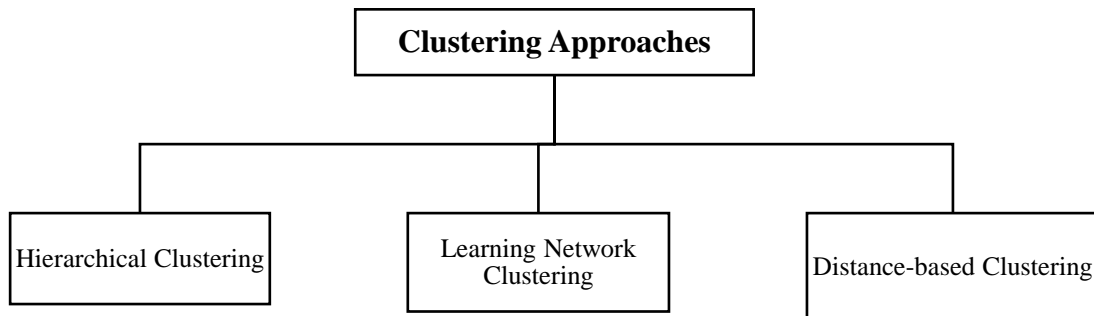 Clustering Approaches
Hierarchical Clustering
Learning Network
Clustering
Distance-based Clustering